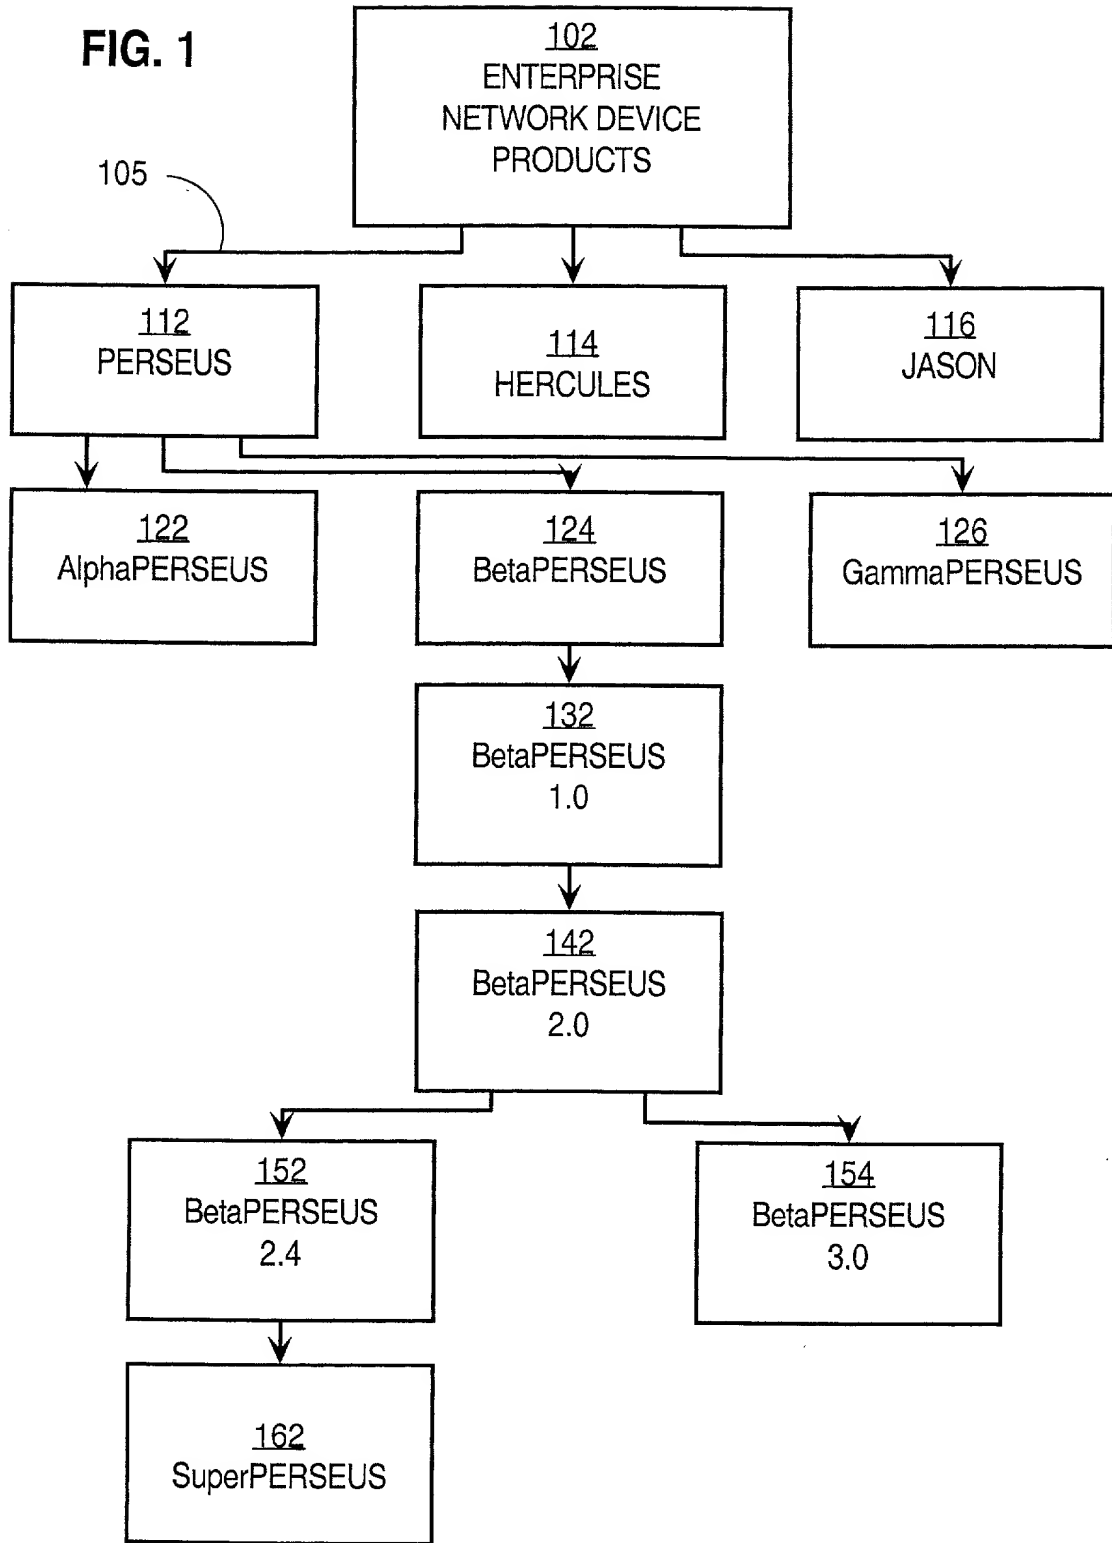 FIG. 1
102
ENTERPRISE
NETWORK DEVICE
PRODUCTS
105
112
PERSEUS
114
HERCULES
116
JASON
122
AlphaPERSEUS
124
BetaPERSEUS
126
GammaPERSEUS
132
BetaPERSEUS
1.0
142
BetaPERSEUS
2.0
152
BetaPERSEUS
2.4
154
BetaPERSEUS
3.0
162
SuperPERSEUS